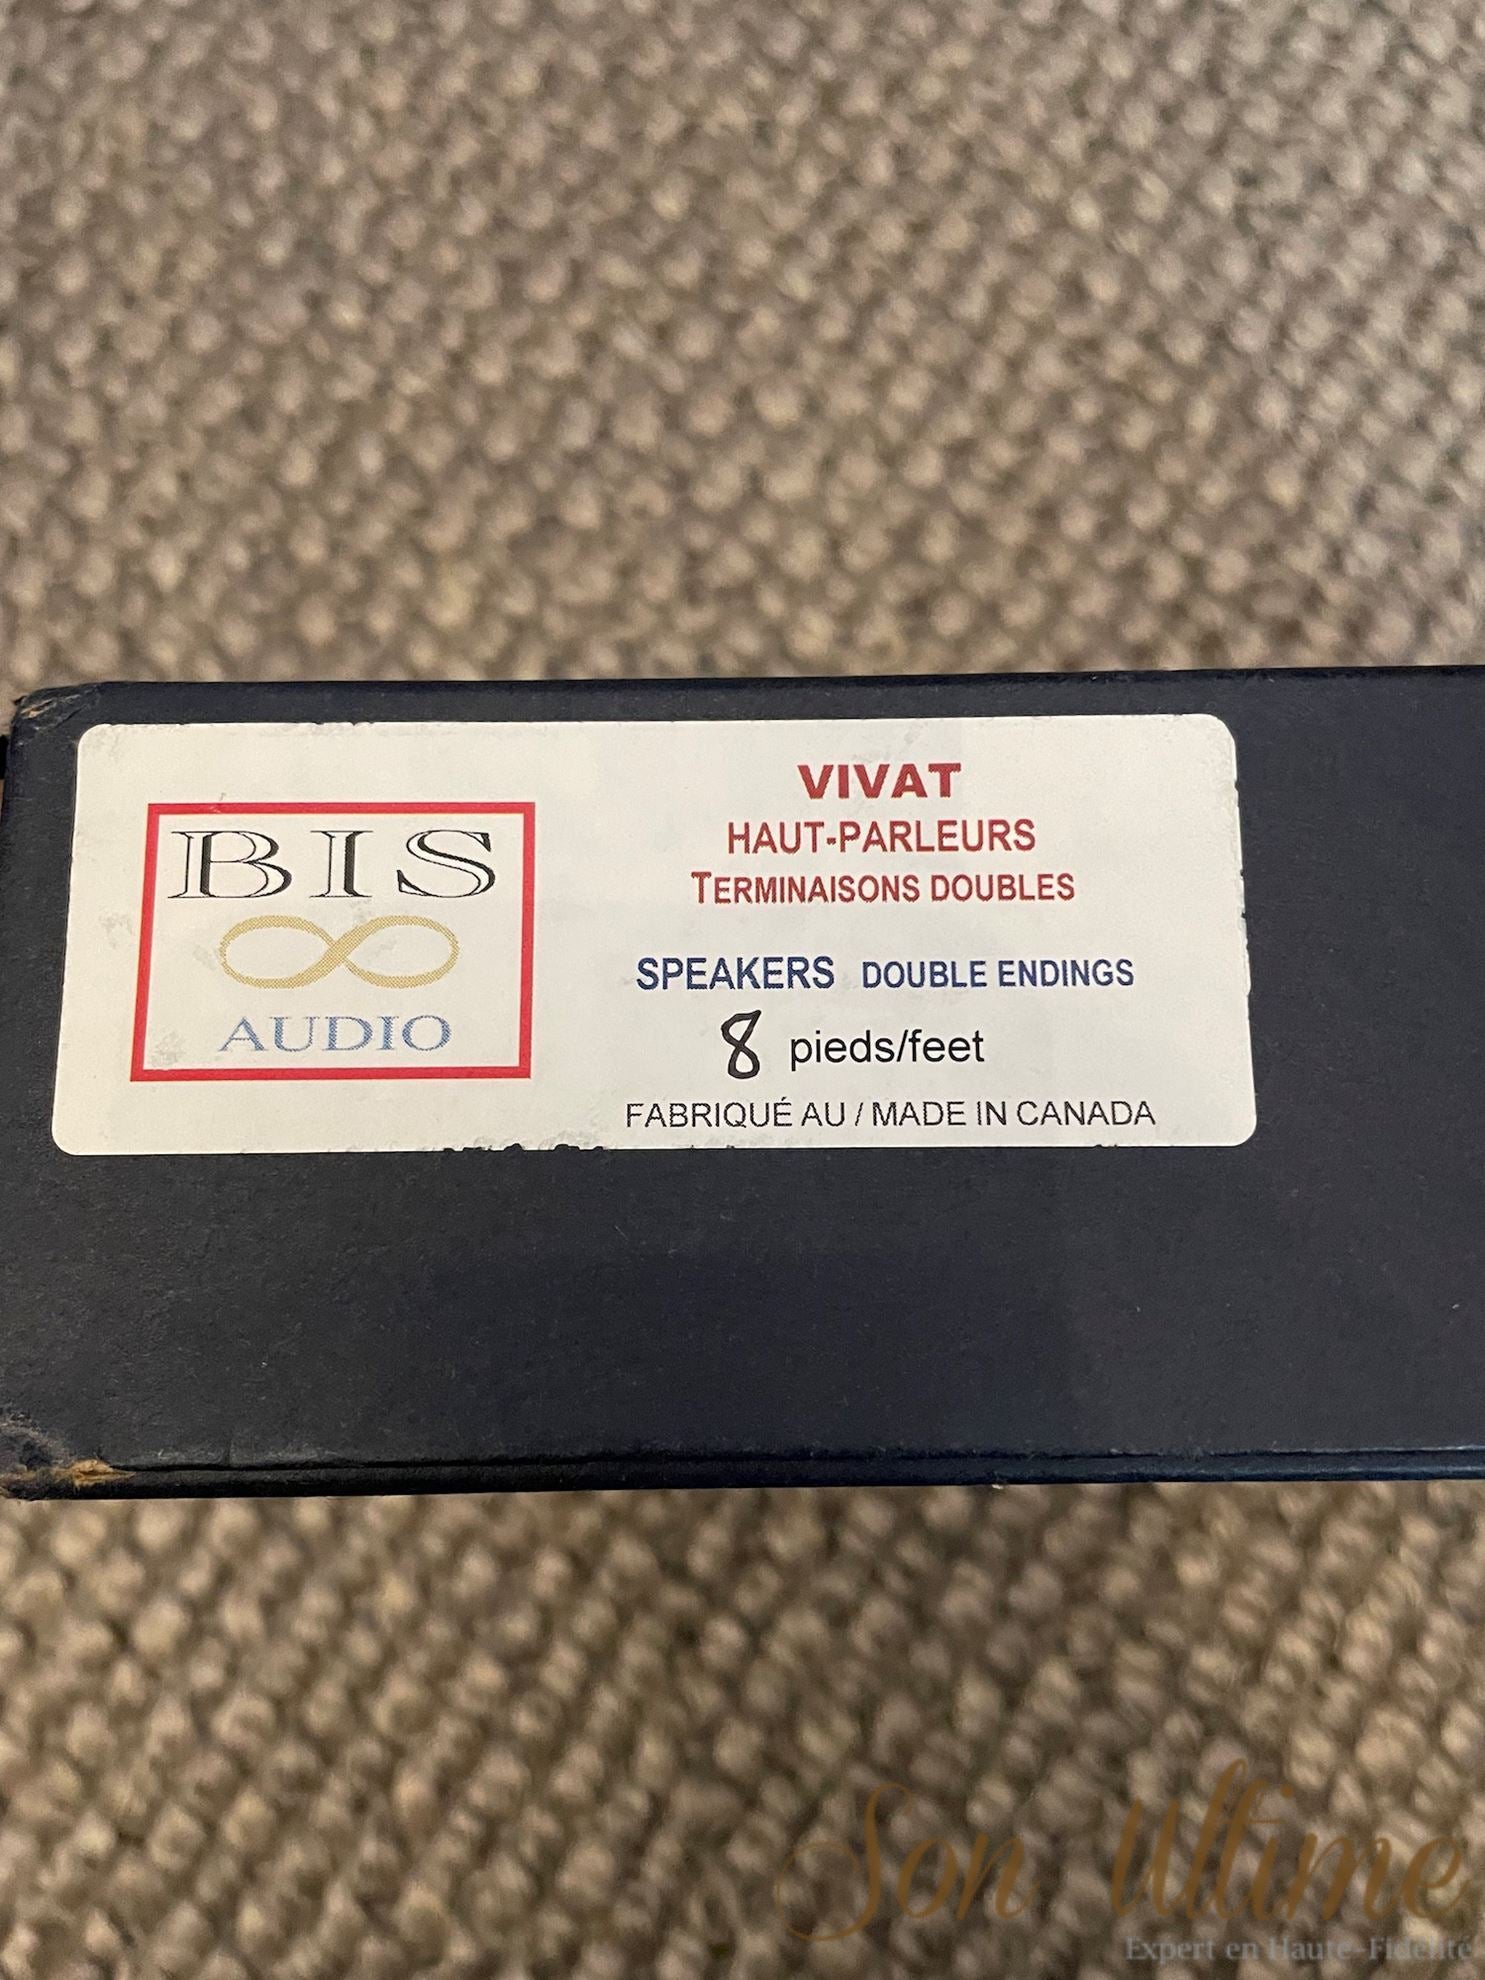 BIS
AUDIO
VIVAT
HAUT-PARLEURS
TERMINAISONS DOUBLES
SPEAKERS DOUBLE ENDINGS
8 pieds/feet
FABRIQUÉ AU / MADE IN CANADA
Son Ultime
Expert en Haute-Fidélité